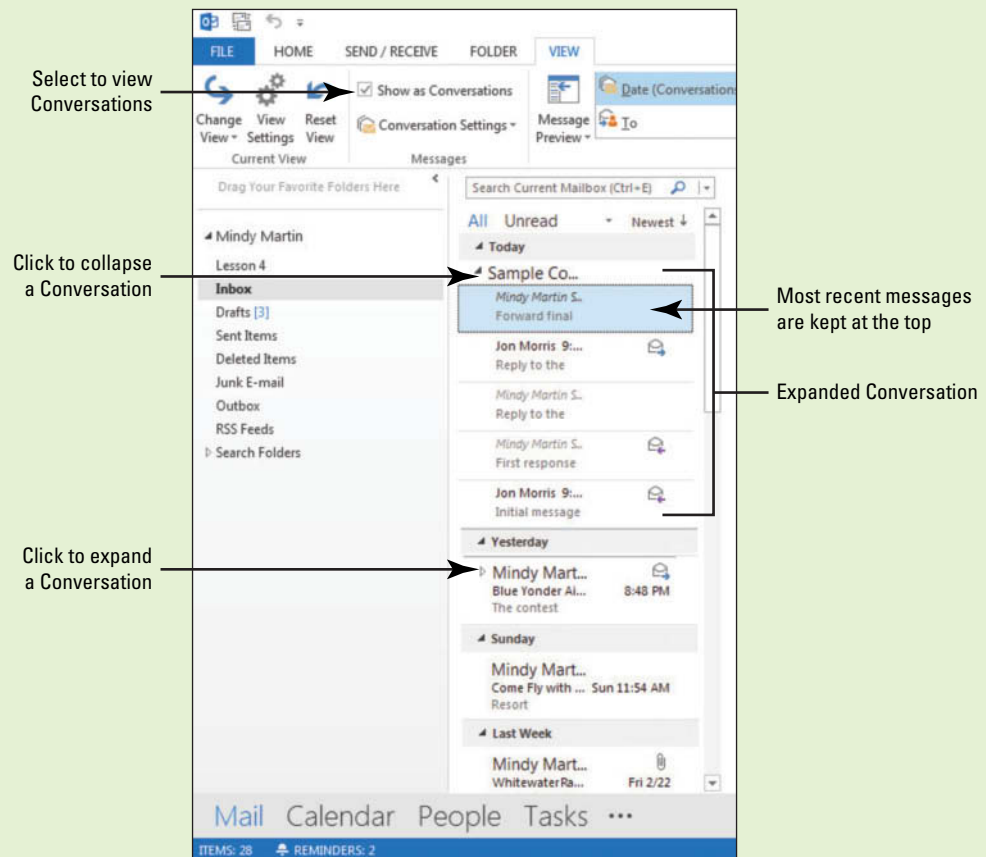 FILE HOME SEND / RECEIVE FOLDER VIEW
Select to view
Conversations
Show as Conversations
Date (Conversations
Change
View
View
Settings
Reset
View
Conversation Settings
Message
Preview
To
Current View
Messages
Drag Your Favorite Folders Here
Search Current Mailbox (Ctrl+E)
All Unread Newest ↓
Mindy Martin
Today
Click to collapse
a Conversation
Lesson 4
Sample Co...
Inbox
Mindy Martin S..
Most recent messages
are kept at the top
Drafts [3]
Forward final
Sent Items
Deleted Items
Jon Morris 9:...
Reply to the
Junk E-mail
Outbox
Mindy Martin S..
Expanded Conversation
Reply to the
RSS Feeds
Search Folders
Mindy Martin S..
First response
Jon Morris 9:...
Initial message
Yesterday
Click to expand
a Conversation
Mindy Mart...
Blue Yonder Ai... 8:48 PM
The contest
Sunday
Mindy Mart...
Come Fly with ... Sun 11:54 AM
Resort
Last Week
Mindy Mart...
WhitewaterRa... Fri 2/22
Mail Calendar People Tasks •••
ITEMS: 28 REMINDERS: 2